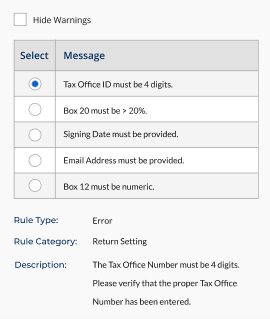 Hide Warnings
Select Message
Tax Office ID must be 4 digits.
Box 20 must be > 20%.
Signing Date must be provided.
Email Address must be provided.
Box 12 must be numeric.
Rule Type: Error
Rule Category: Return Setting
Description: The Tax Office Number must be 4 digits.
Please verify that the proper Tax Office
Number has been entered.